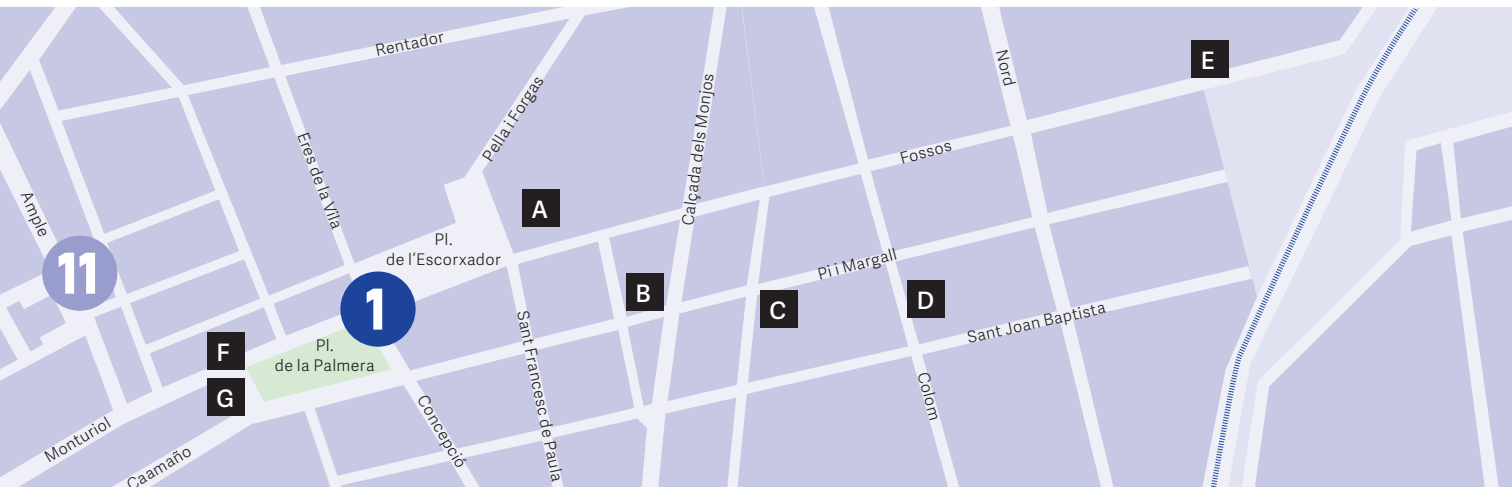 Rentador
Pella i Forgas
Calçada dels Monjos
Nord
E
Eres de la Vila
Fossos
Ample
A
Pl.
de l'Escorxador
11
1
B
Pi i Margall
C
D
Sant Joan Baptista
F
Pl.
de la Palmera
G
Sant Francesc de Paula
Colom
Concepció
Monturiol
Caamaño